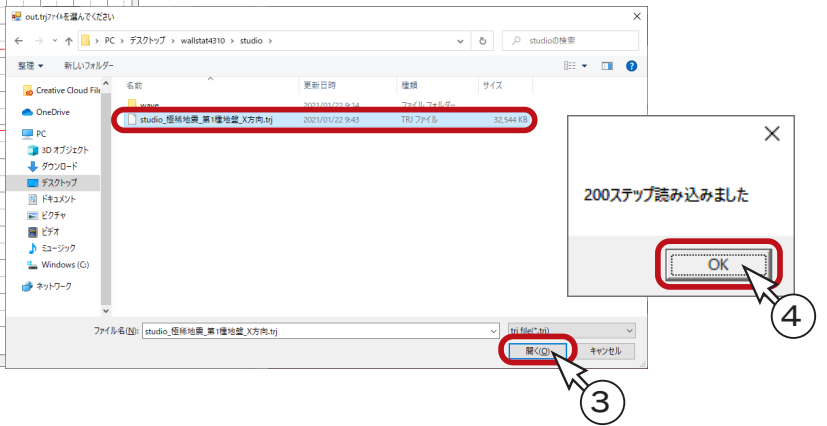 out.trjﾌｧｲﾙを選んでください
PC › デスクトップ › wallstat4310 › studio ›
studioの検索
整理 新しいフォルダー
名前 更新日時 種類 サイズ
wave 2021/01/22 9:14 ファイル フォルダー
studio_極稀地震_第1種地盤_X方向.trj 2021/01/22 9:43 TRJ ファイル 32,544 KB
Creative Cloud File
OneDrive
PC
3D オブジェクト
ダウンロード
デスクトップ
ドキュメント
ピクチャ
ビデオ
ミュージック
Windows (C:)
ネットワーク
ファイル名(N): studio_極稀地震_第1種地盤_X方向.trj
trj file(*.trj)
開く(O) キャンセル
③
200ステップ読み込みました
OK
④